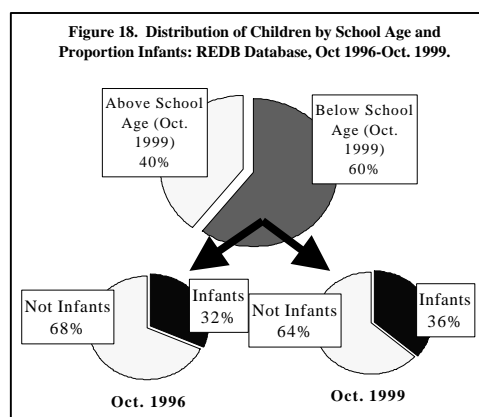 Figure 18. Distribution of Children by School Age and
Proportion Infants: REDB Database, Oct 1996-Oct. 1999.
Above School
Age (Oct.
1999)
40%
Below School
Age (Oct.
1999)
60%
Not Infants
68%
Infants
32%
Not Infants
64%
Infants
36%
Oct. 1996
Oct. 1999